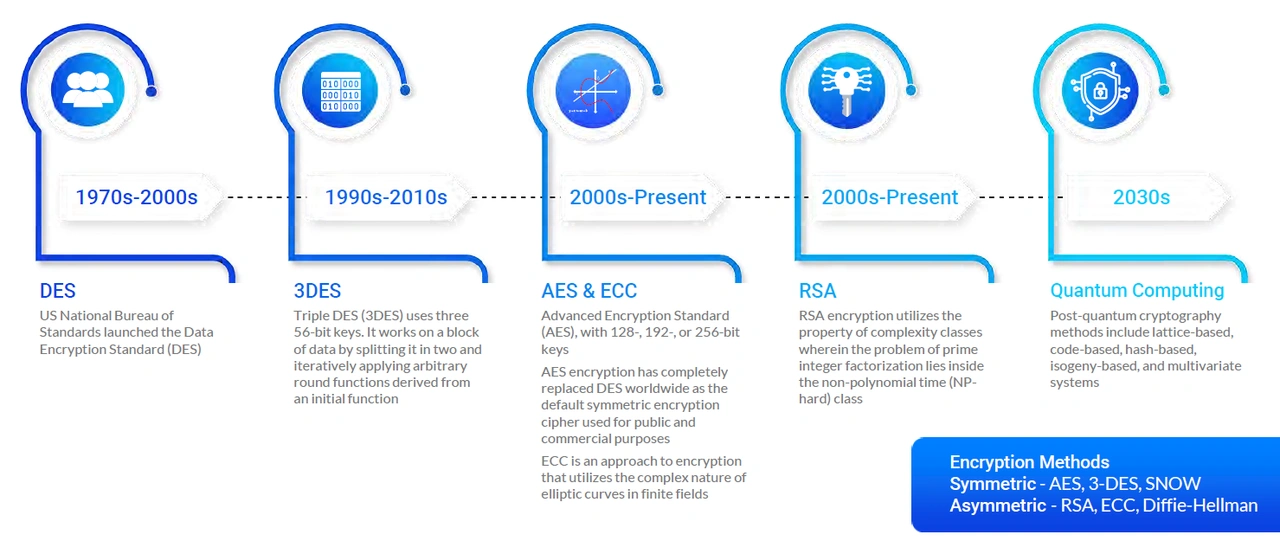 010 000
000 010
010 000
1970s-2000s
1990s-2010s
2000s-Present
2000s-Present
2030s
DES
US National Bureau of
Standards launched the Data
Encryption Standard (DES)
3DES
Triple DES (3DES) uses three
56-bit keys. It works on a block
of data by splitting it in two and
iteratively applying arbitrary
round functions derived from
an initial function
AES & ECC
Advanced Encryption Standard
(AES), with 128-, 192-, or 256-bit
keys
AES encryption has completely
replaced DES worldwide as the
default symmetric encryption
cipher used for public and
commercial purposes
ECC is an approach to encryption
that utilizes the complex nature of
elliptic curves in finite fields
RSA
RSA encryption utilizes the
property of complexity classes
wherein the problem of prime
integer factorization lies inside
the non-polynomial time (NP-
hard) class
Quantum Computing
Post-quantum cryptography
methods include lattice-based,
code-based, hash-based,
isogeny-based, and multivariate
systems
Encryption Methods
Symmetric - AES, 3-DES, SNOW
Asymmetric - RSA, ECC, Diffie-Hellman